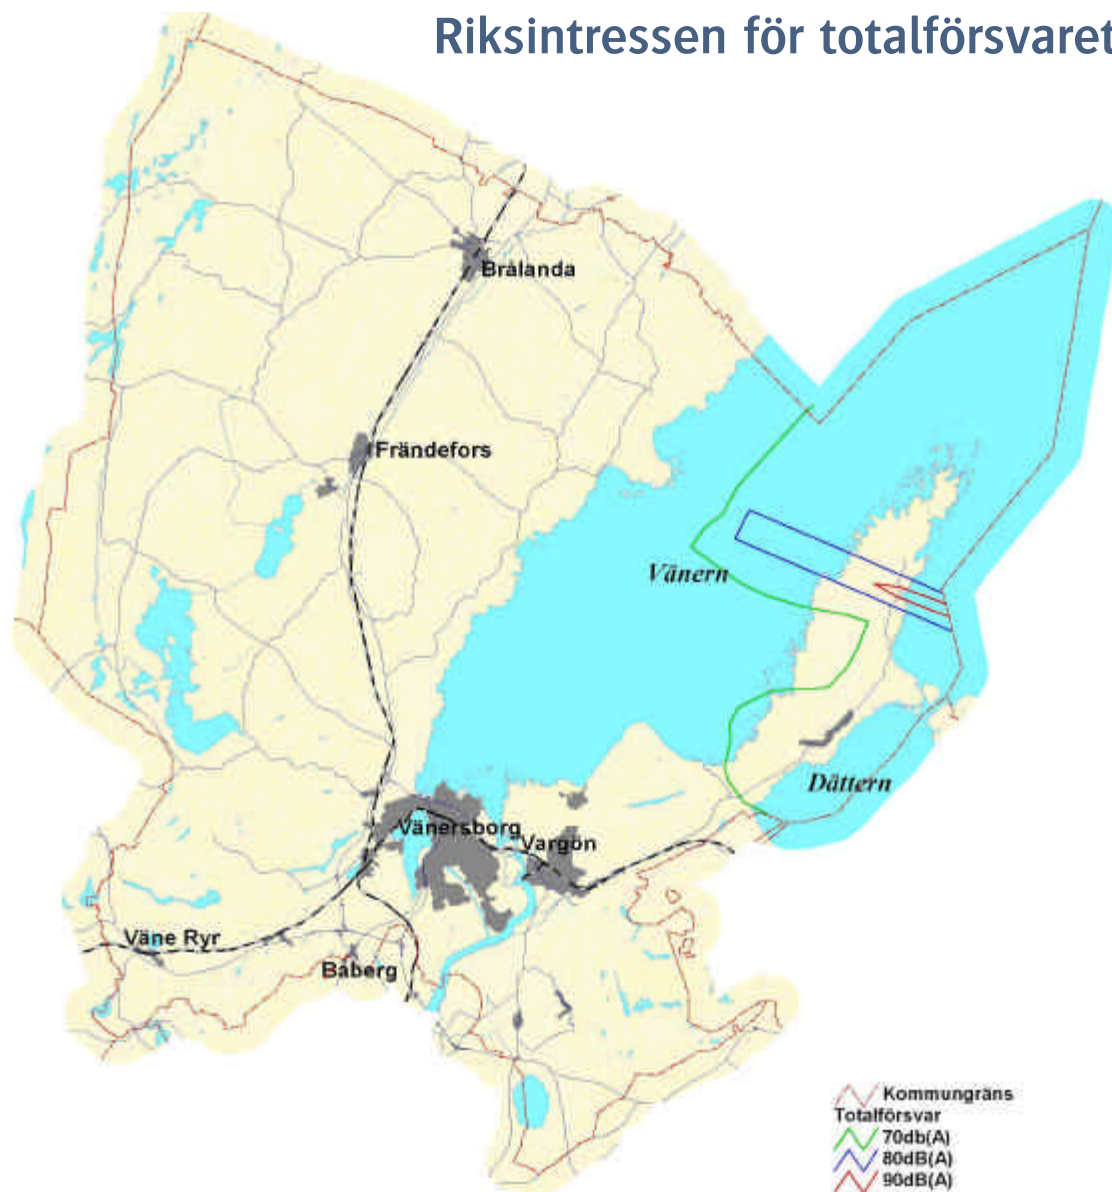 Riksintressen för totalförsvaret
Brålanda
Frändefors
Vänern
Dättern
Vänersborg
Vargön
Väne Ryr
Båberg
Kommungräns
Totalförsvar
70db(A)
80dB(A)
90dB(A)